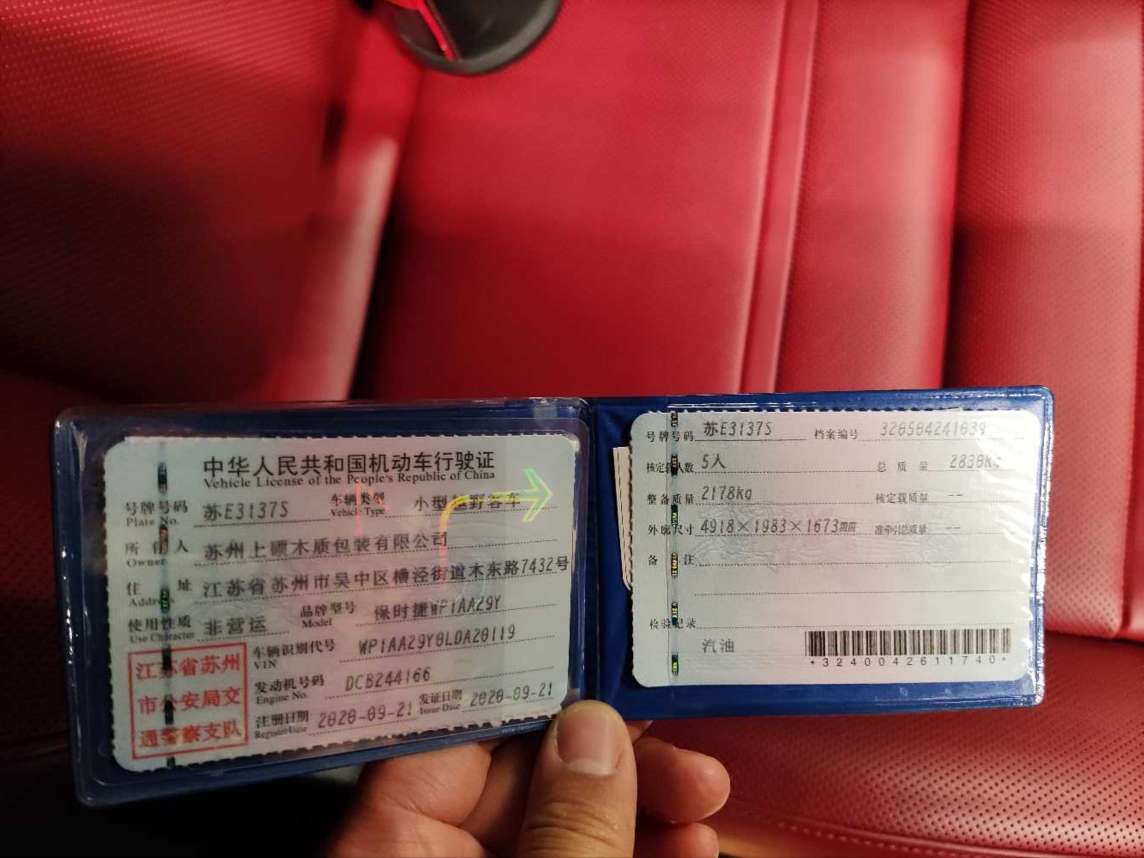 中华人民共和国机动车行驶证
Vehicle License of the People's Republic of China
号牌号码 苏E3137S 车辆类型 小型越野客车
Plate No. Vehicle Type
所有人 苏州上硕木质包装有限公司
Owner
住址 江苏省苏州市吴中区横泾街道木东路7432号
Address
使用性质 非营运 品牌型号 保时捷WP1AA29Y
Use Character Model
江苏省苏州
市公安局交
通警察支队
车辆识别代号 WP1AA29Y8LDA20119
VIN
发动机号码 DCB244166
Engine No.
注册日期 2020-09-21 发证日期 2020-09-21
Register Date Issue Date
号牌号码 苏E3137S 档案编号 320504241039
核定载人数 5人 总质量 2830kg
整备质量 2178kg 核定载质量 --
外廓尺寸 4918×1983×1673mm 准牵引总质量 --
备注
检验记录
汽油
*3240042611740*